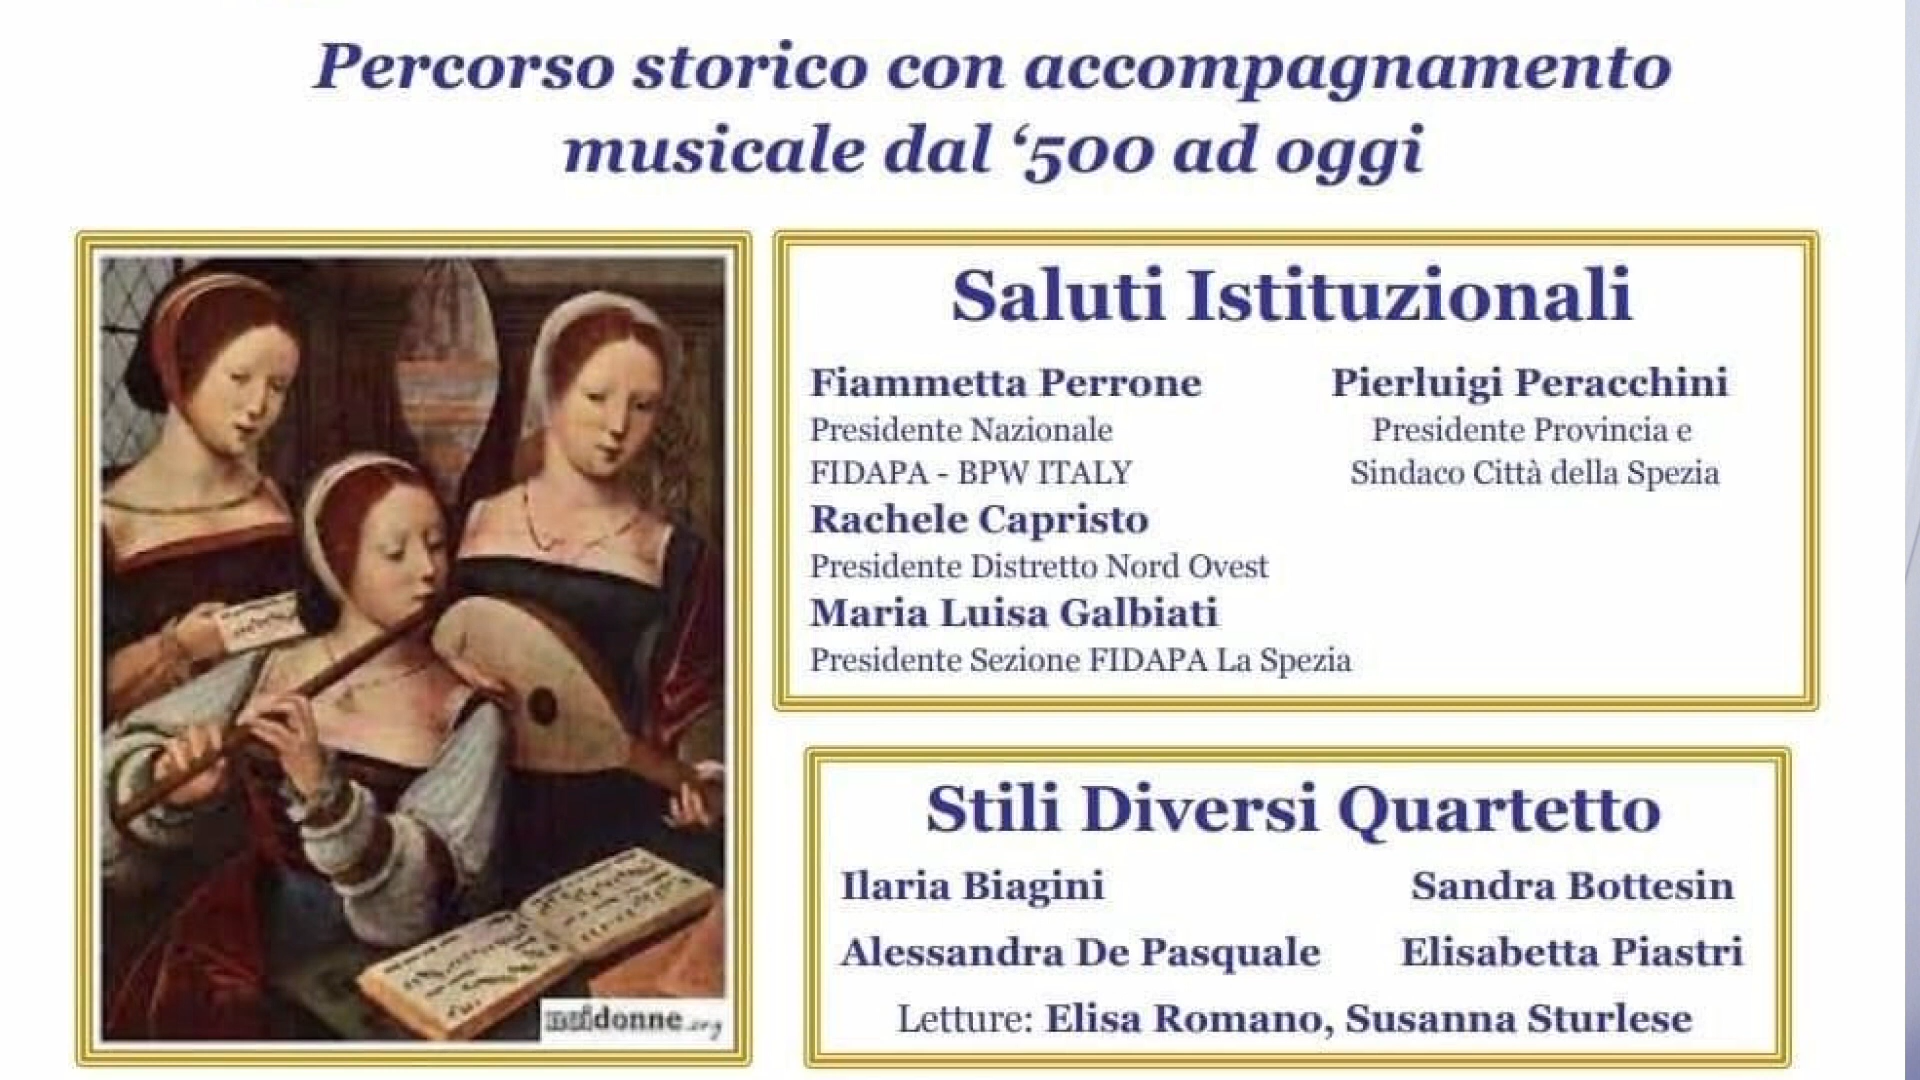 Percorso storico con accompagnamento
musicale dal ‘500 ad oggi
Saluti Istituzionali
Fiammetta Perrone
Presidente Nazionale
FIDAPA - BPW ITALY
Rachele Capristo
Presidente Distretto Nord Ovest
Maria Luisa Galbiati
Presidente Sezione FIDAPA La Spezia
Pierluigi Peracchini
Presidente Provincia e
Sindaco Città della Spezia
Stili Diversi Quartetto
Ilaria Biagini Sandra Bottesin
Alessandra De Pasquale Elisabetta Piastri
Letture: Elisa Romano, Susanna Sturlese